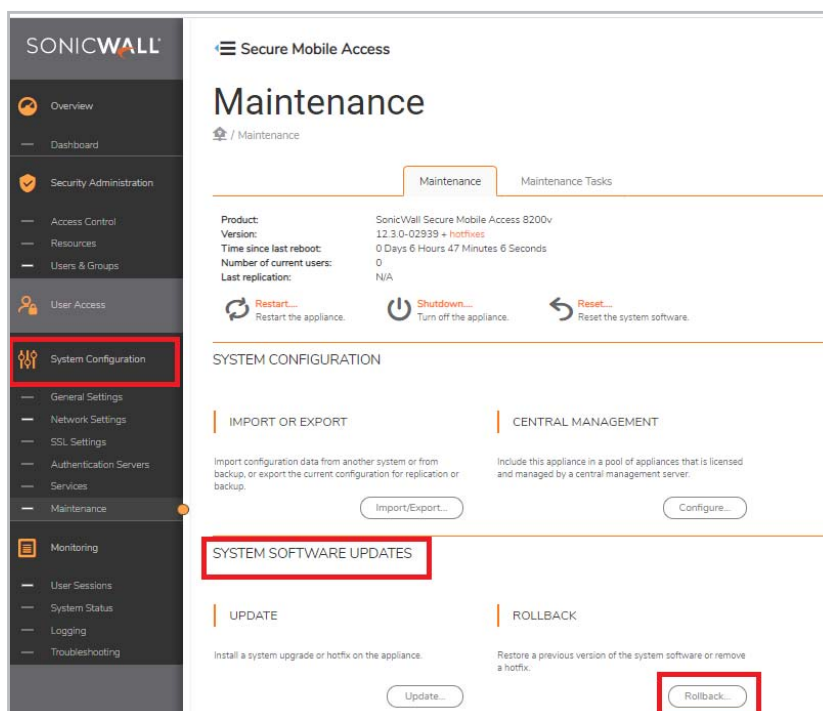 SONICWALL
Secure Mobile Access
Overview
Dashboard
Security Administration
Access Control
Resources
Users & Groups
User Access
System Configuration
General Settings
Network Settings
SSL Settings
Authentication Servers
Services
Maintenance
Monitoring
User Sessions
System Status
Logging
Troubleshooting
Maintenance
/ Maintenance
Maintenance Maintenance Tasks
Product: SonicWall Secure Mobile Access 8200v
Version: 12.3.0-02939 + hotfixes
Time since last reboot: 0 Days 6 Hours 47 Minutes 6 Seconds
Number of current users: 0
Last replication: N/A
Restart....
Restart the appliance.
Shutdown....
Turn off the appliance.
Reset....
Reset the system software.
SYSTEM CONFIGURATION
IMPORT OR EXPORT
Import configuration data from another system or from
backup, or export the current configuration for replication or
backup.
Import/Export...
CENTRAL MANAGEMENT
Include this appliance in a pool of appliances that is licensed
and managed by a central management server.
Configure...
SYSTEM SOFTWARE UPDATES
UPDATE
Install a system upgrade or hotfix on the appliance.
Update...
ROLLBACK
Restore a previous version of the system software or remove
a hotfix.
Rollback...